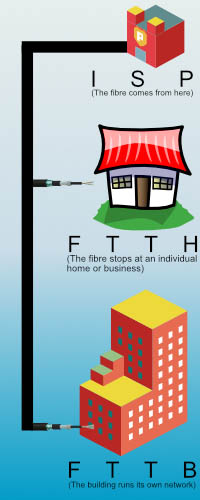 I S P
(The fibre comes from here)
F T T H
(The fibre stops at an individual
home or business)
F T T B
(The building runs its own network)